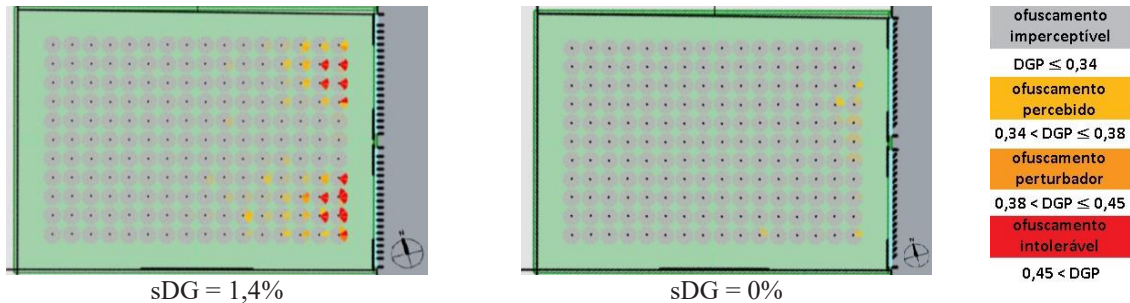 N
sDG = 1,4%
N
sDG = 0%
ofuscamento
imperceptível
DGP ≤ 0,34
ofuscamento
percebido
0,34 < DGP ≤ 0,38
ofuscamento
perturbador
0,38 < DGP ≤ 0,45
ofuscamento
intolerável
0,45 < DGP